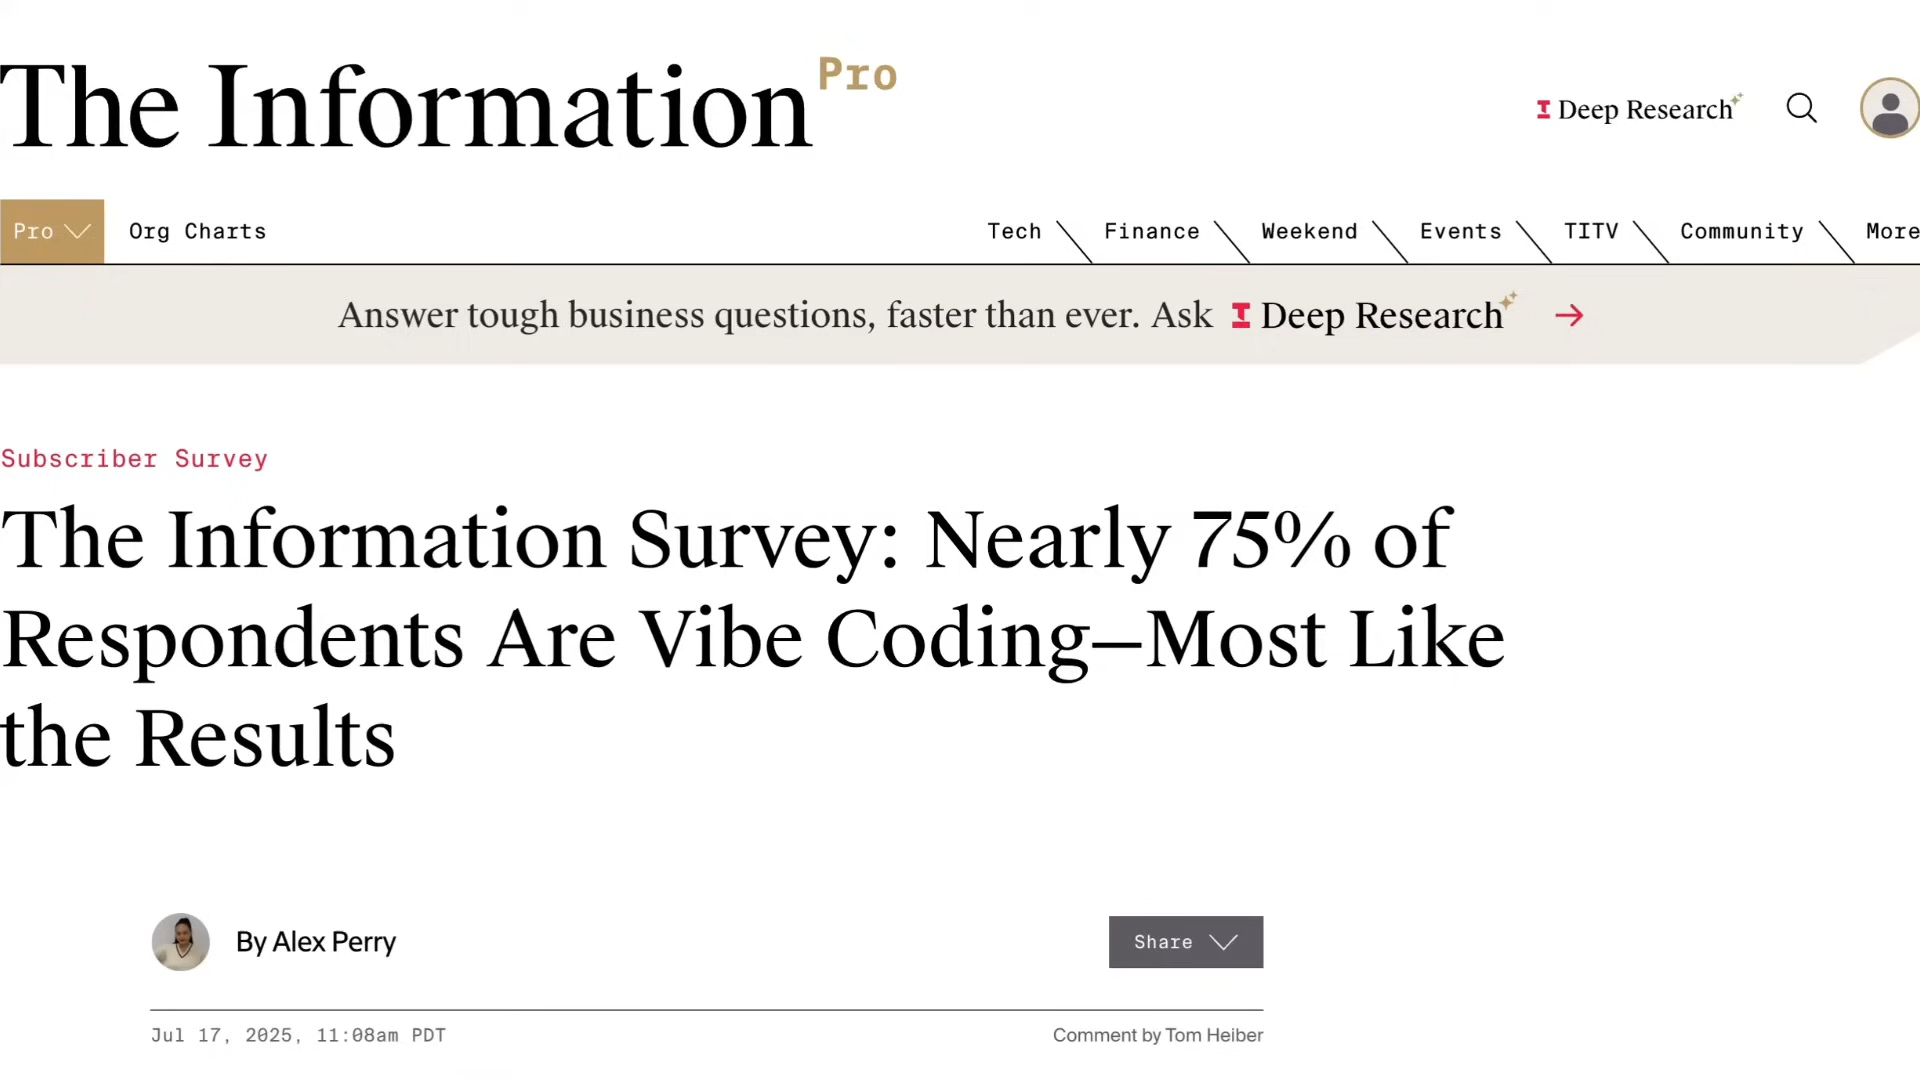 The Information Pro
Deep Research
Pro
Org Charts
Tech
Finance
Weekend
Events
TITV
Community
More
Answer tough business questions, faster than ever. Ask Deep Research
Subscriber Survey
The Information Survey: Nearly 75% of
Respondents Are Vibe Coding—Most Like
the Results
By Alex Perry
Share
Jul 17, 2025, 11:08am PDT
Comment by Tom Heiber